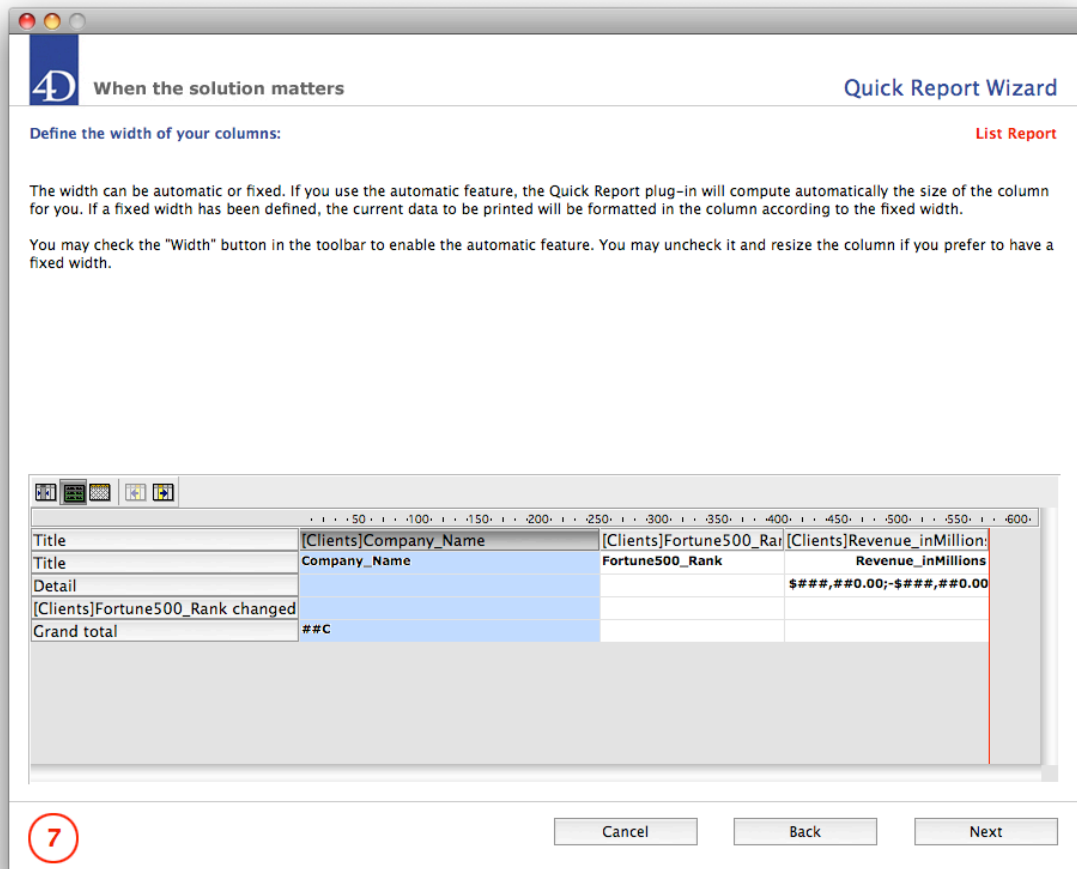 4D
When the solution matters
Quick Report Wizard
Define the width of your columns:
List Report
The width can be automatic or fixed. If you use the automatic feature, the Quick Report plug-in will compute automatically the size of the column
for you. If a fixed width has been defined, the current data to be printed will be formatted in the column according to the fixed width.
You may check the "Width" button in the toolbar to enable the automatic feature. You may uncheck it and resize the column if you prefer to have a
fixed width.
50 100 150 200 250 300 350 400 450 500 550 600
Title [Clients]Company_Name [Clients]Fortune500_Rar [Clients]Revenue_inMillion:
Title Company_Name Fortune500_Rank Revenue_inMillions
Detail $###,##0.00;-$###,##0.00
[Clients]Fortune500_Rank changed
Grand total ##C
7
Cancel
Back
Next